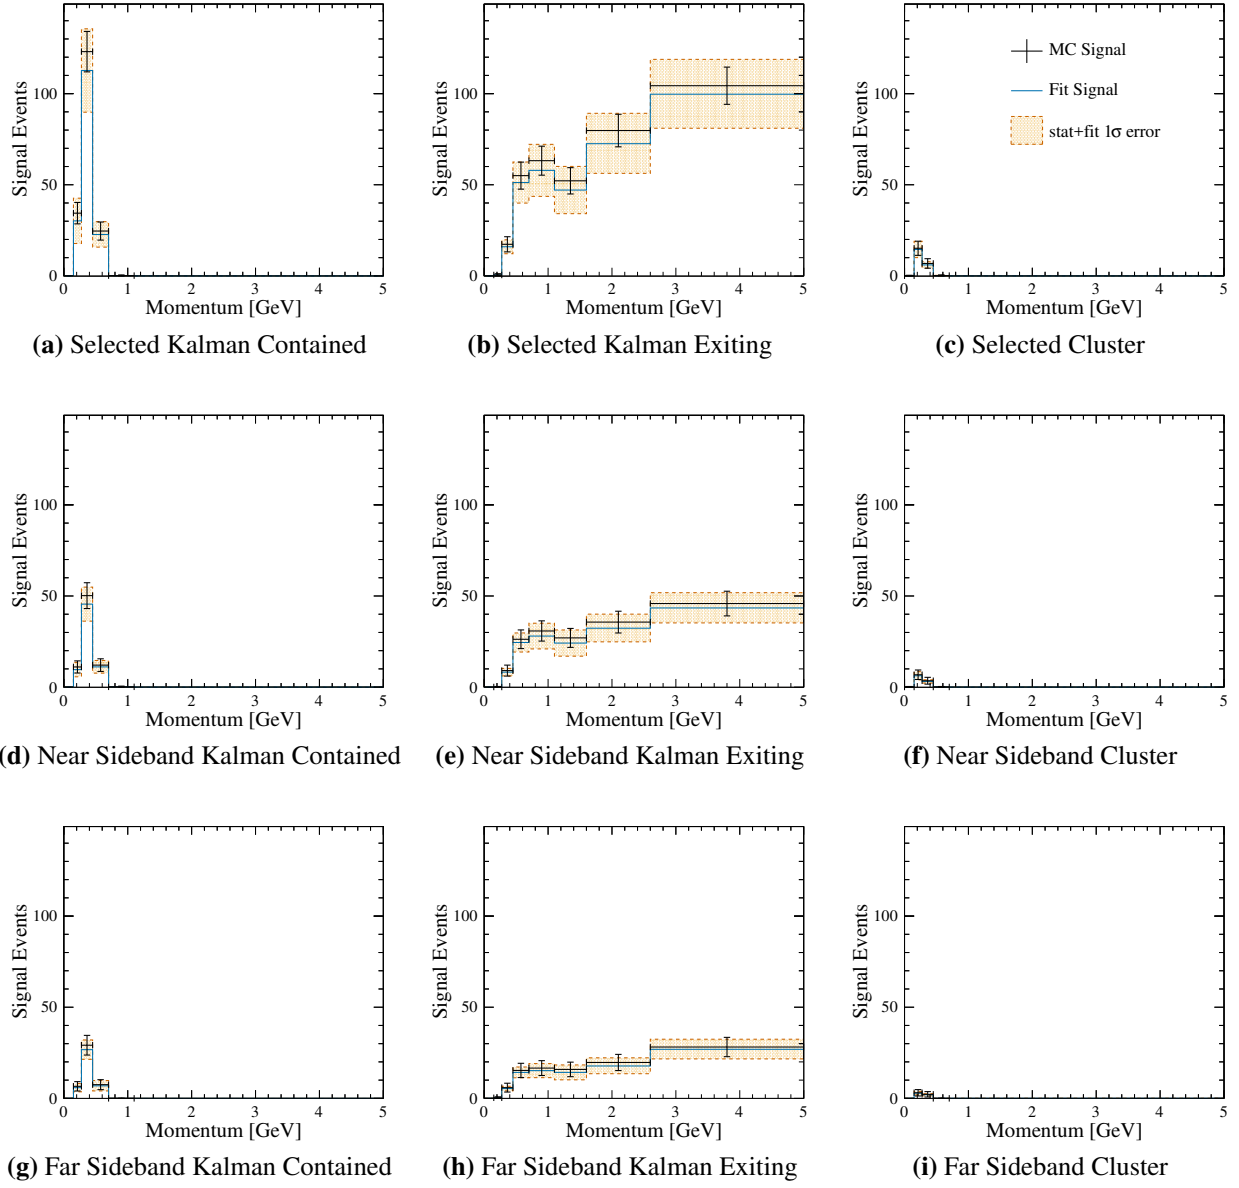 Signal Events
100
50
0
0 1 2 3 4 5
Momentum [GeV]
(a) Selected Kalman Contained
Signal Events
100
50
0
0 1 2 3 4 5
Momentum [GeV]
(b) Selected Kalman Exiting
Signal Events
100
50
0
0 1 2 3 4 5
Momentum [GeV]
MC Signal
Fit Signal
stat+fit 1σ error
(c) Selected Cluster
Signal Events
100
50
0
0 1 2 3 4 5
Momentum [GeV]
(d) Near Sideband Kalman Contained
Signal Events
100
50
0
0 1 2 3 4 5
Momentum [GeV]
(e) Near Sideband Kalman Exiting
Signal Events
100
50
0
0 1 2 3 4 5
Momentum [GeV]
(f) Near Sideband Cluster
Signal Events
100
50
0
0 1 2 3 4 5
Momentum [GeV]
(g) Far Sideband Kalman Contained
Signal Events
100
50
0
0 1 2 3 4 5
Momentum [GeV]
(h) Far Sideband Kalman Exiting
Signal Events
100
50
0
0 1 2 3 4 5
Momentum [GeV]
(i) Far Sideband Cluster